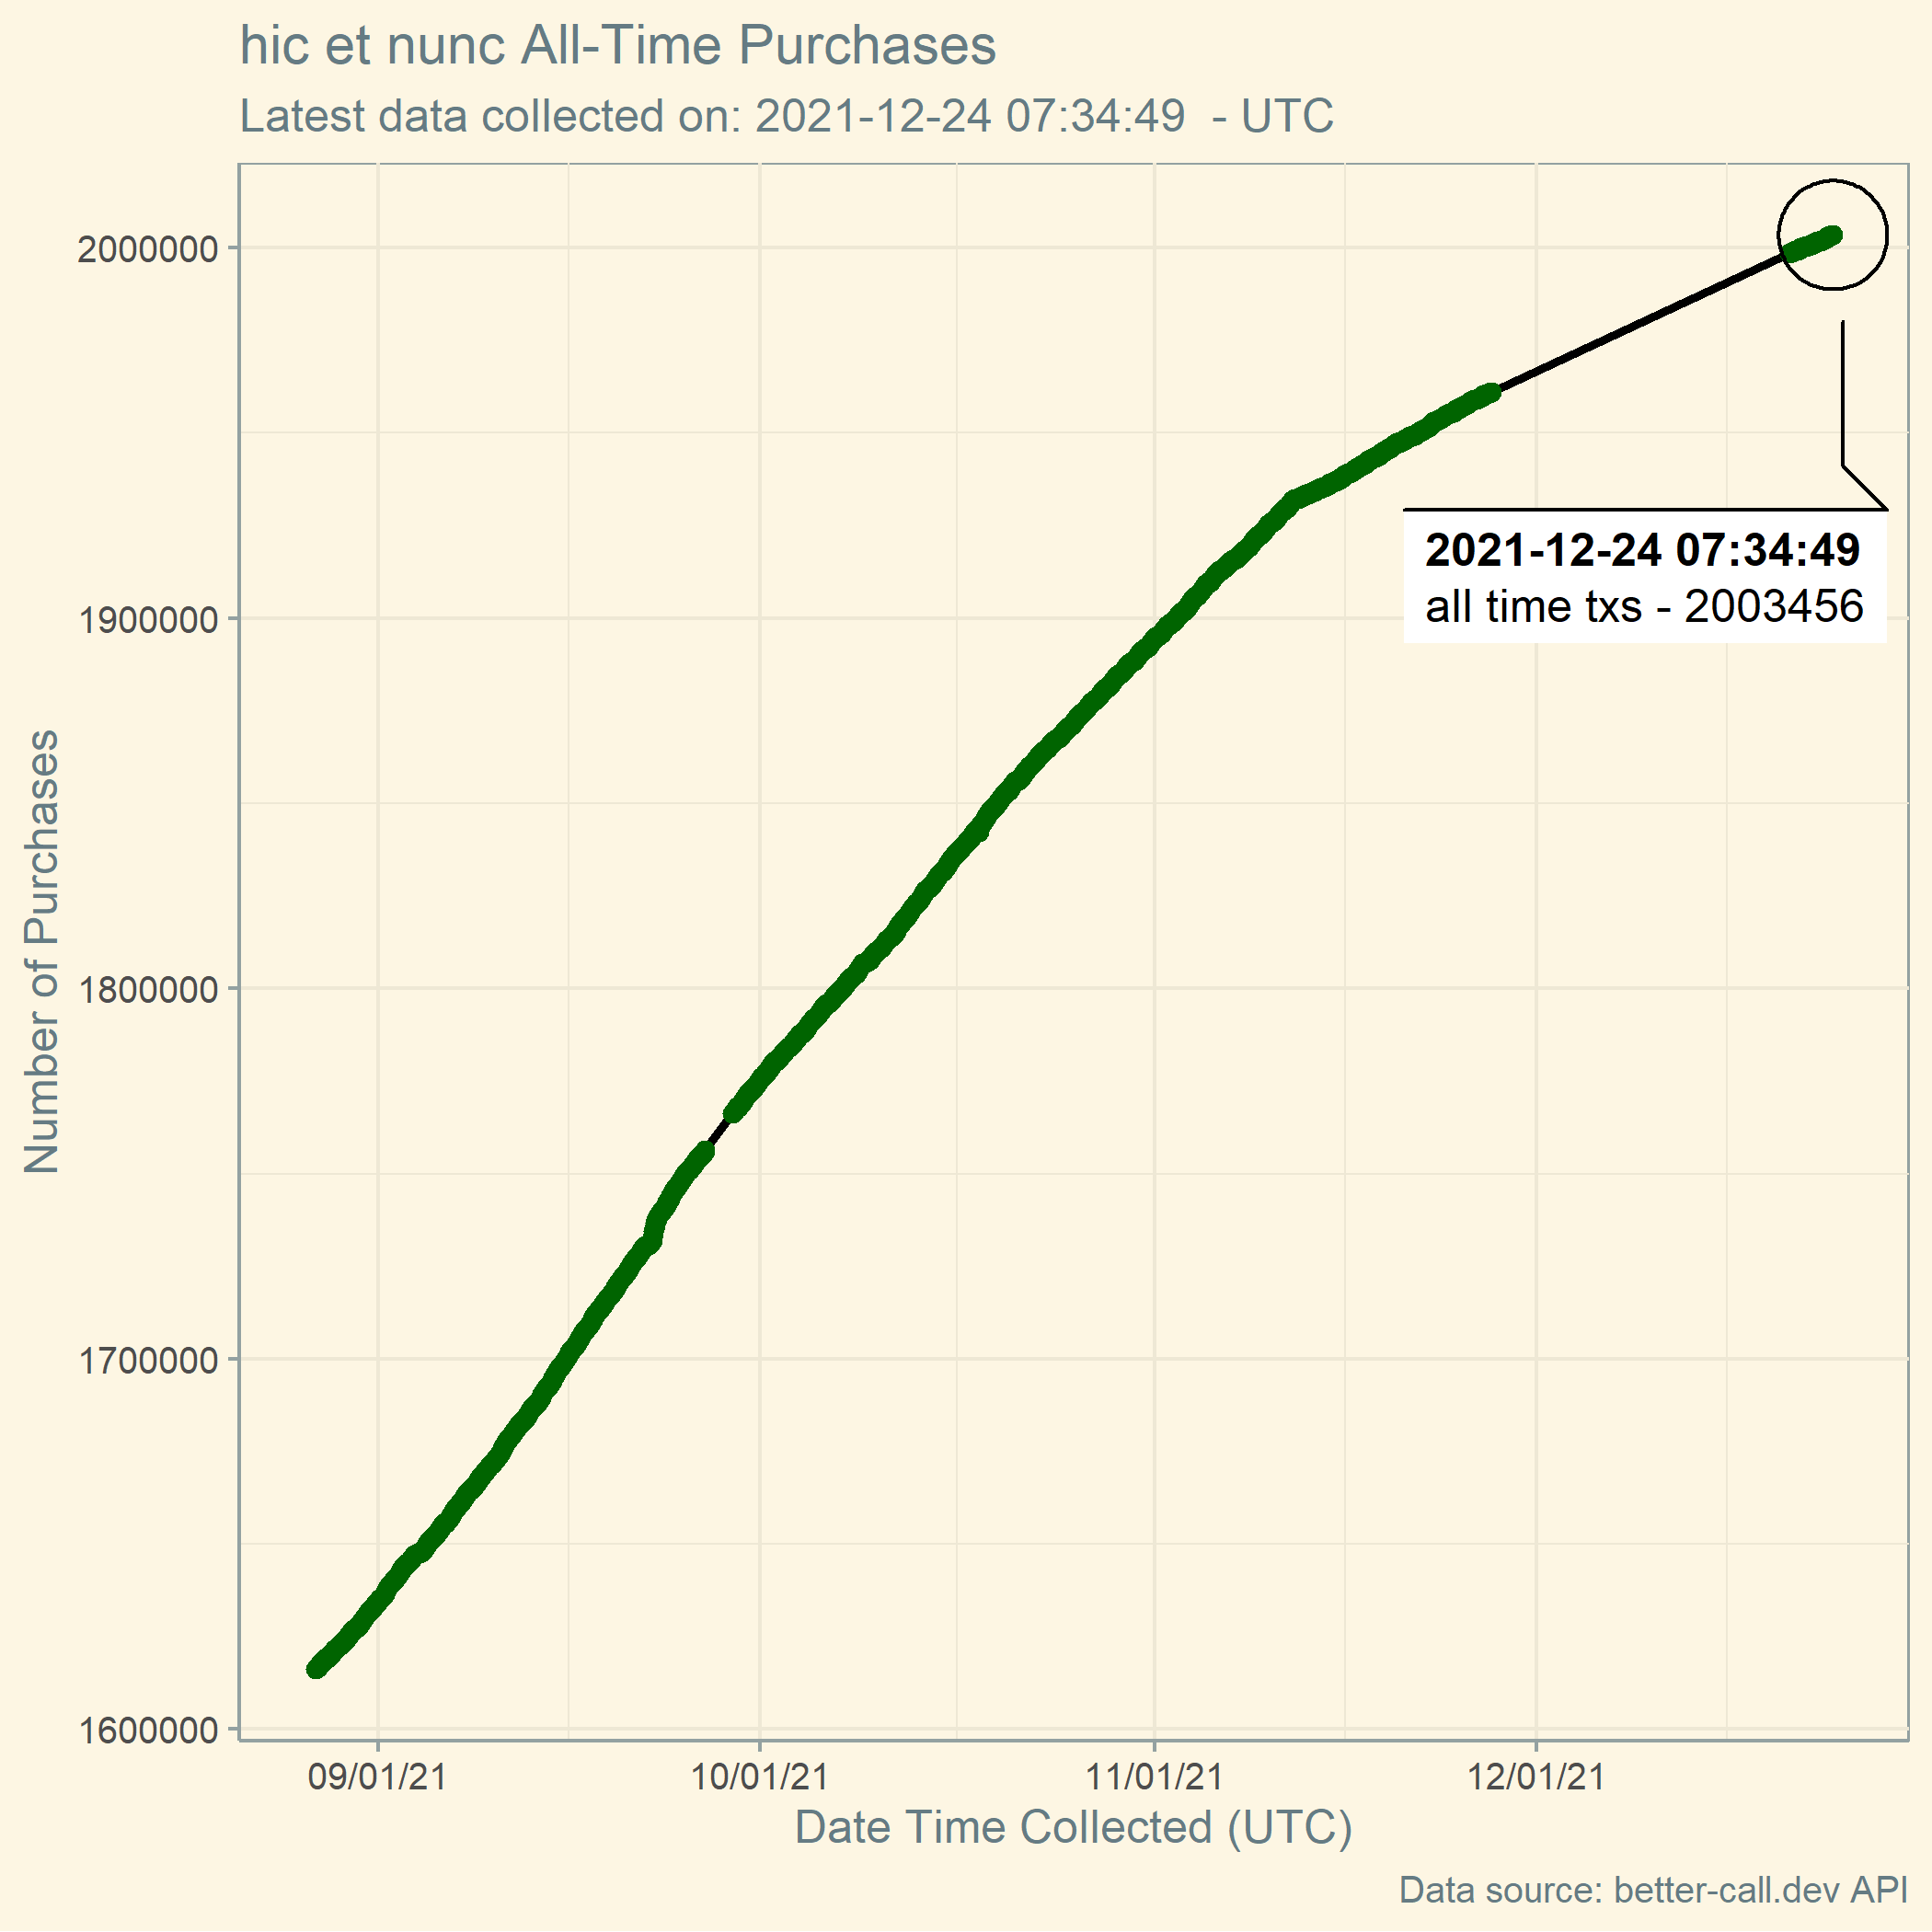 hic et nunc All-Time Purchases
Latest data collected on: 2021-12-24 07:34:49  - UTC
2000000
1900000
1800000
1700000
1600000
Number of Purchases
2021-12-24 07:34:49
all time txs - 2003456
09/01/21 10/01/21 11/01/21 12/01/21
Date Time Collected (UTC)
Data source: better-call.dev API